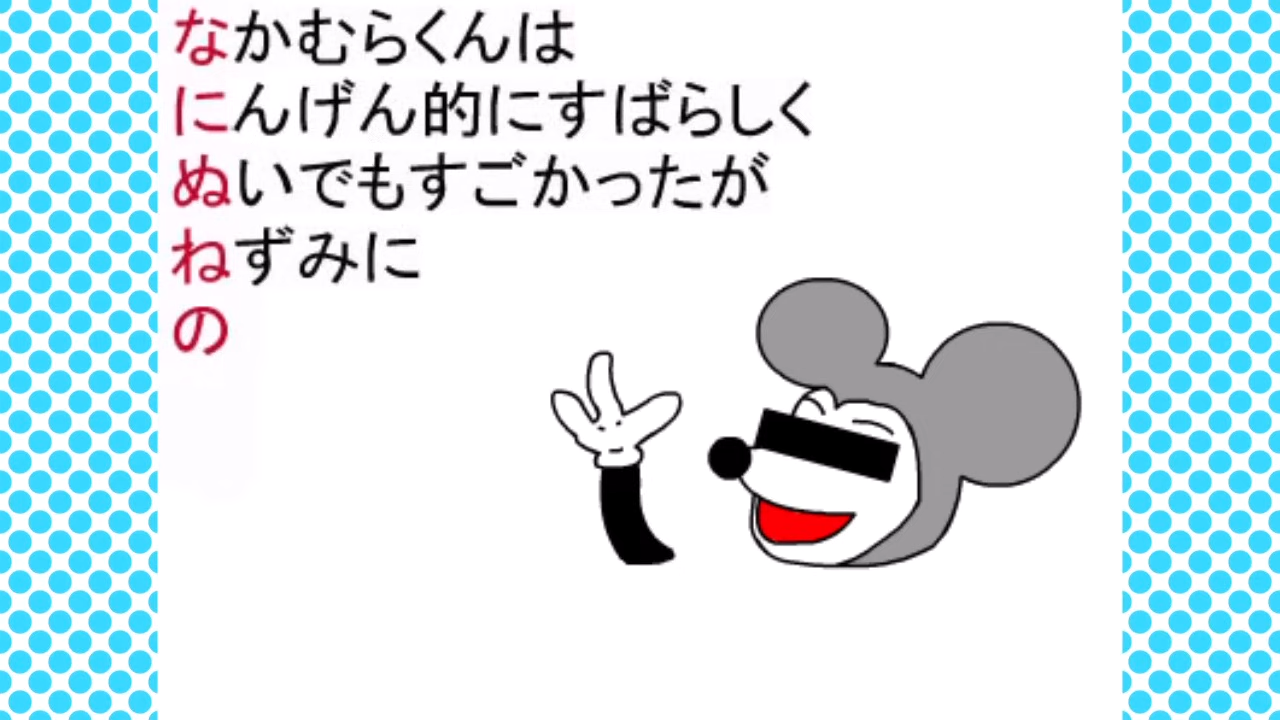 なかむらくんは
にんげん的にすばらしく
ぬいでもすごかったが
ねずみに
の